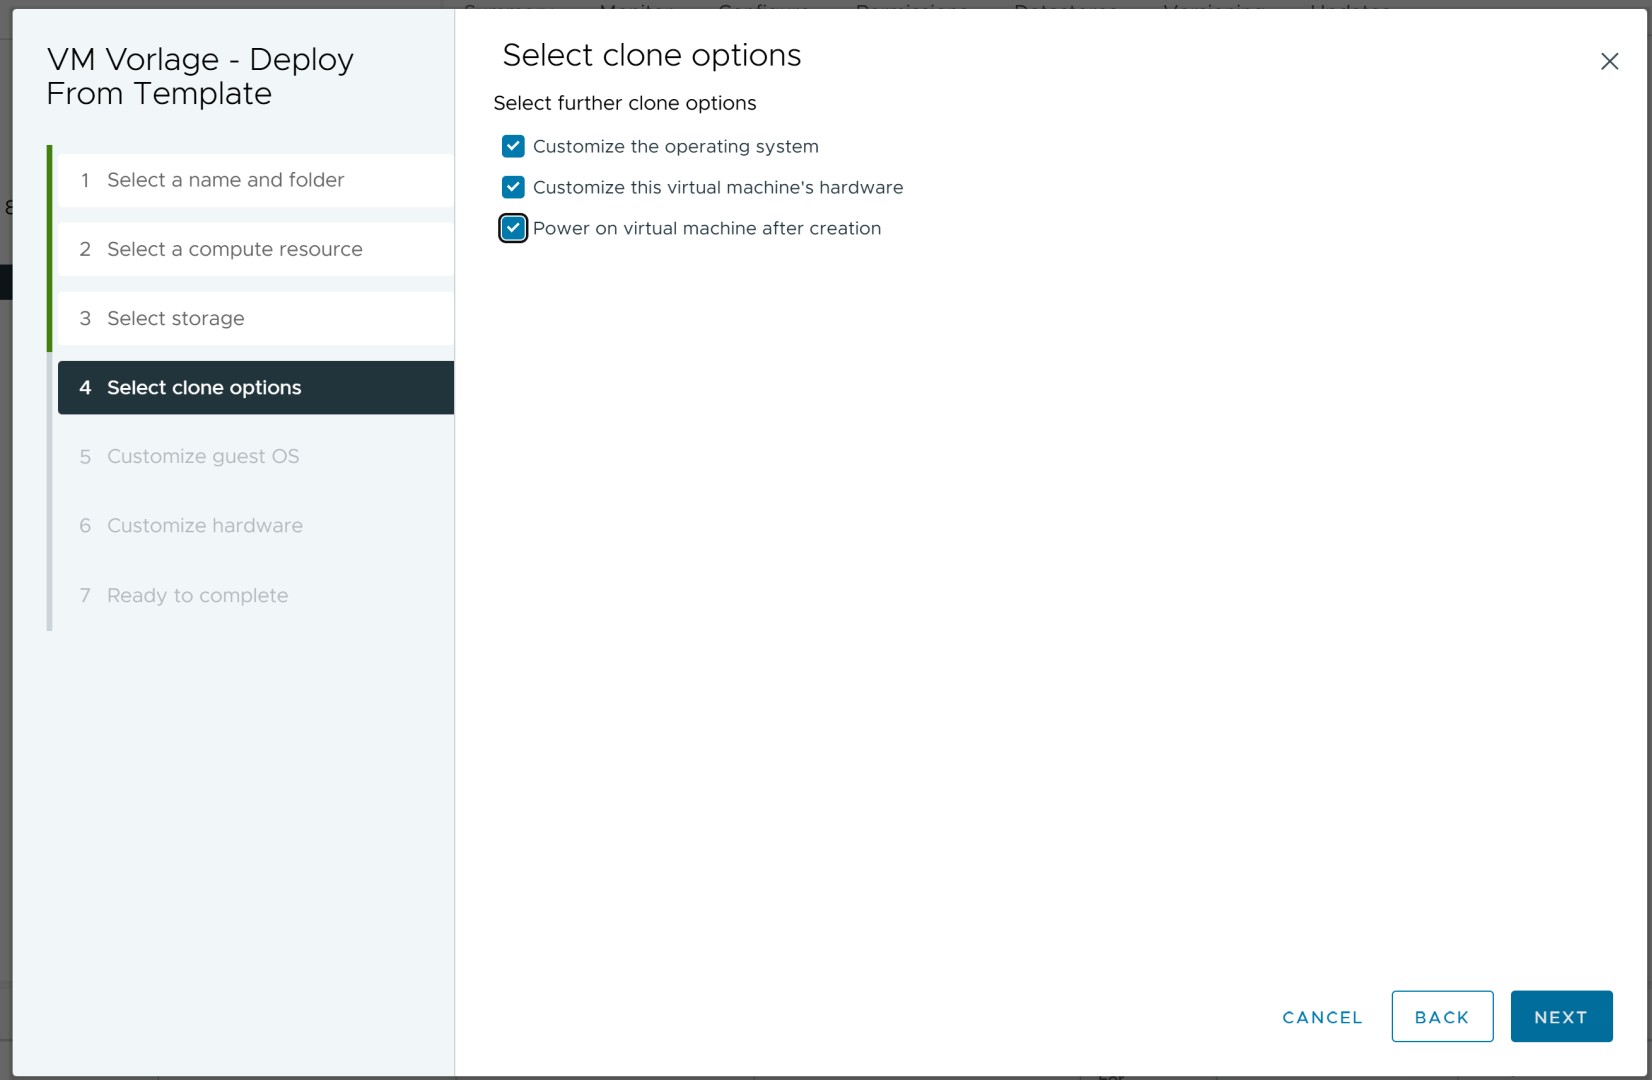 VM Vorlage - Deploy
From Template
1 Select a name and folder
2 Select a compute resource
3 Select storage
4 Select clone options
5 Customize guest OS
6 Customize hardware
7 Ready to complete
Select clone options
Select further clone options
Customize the operating system
Customize this virtual machine's hardware
Power on virtual machine after creation
CANCEL BACK NEXT